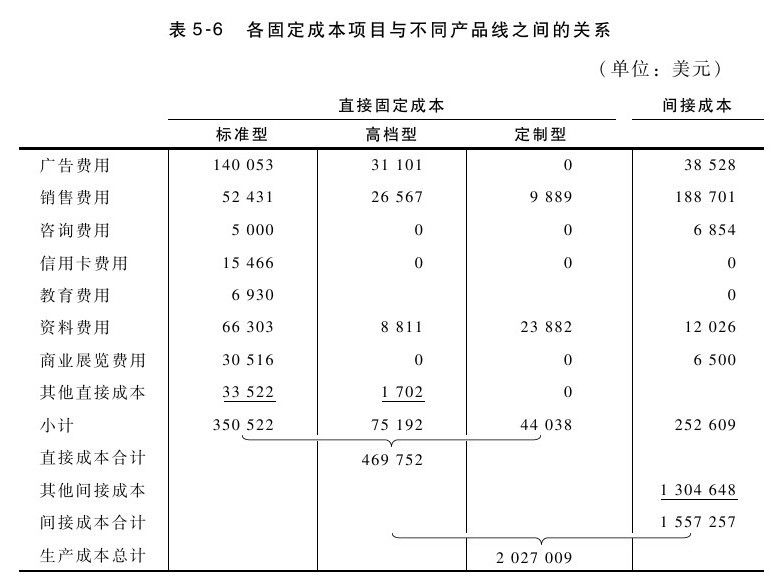 表 5-6 各固定成本项目与不同产品线之间的关系
（单位：美元）
直接固定成本 间接成本
标准型 高档型 定制型
广告费用 140 053 31 101 0 38 528
销售费用 52 431 26 567 9 889 188 701
咨询费用 5 000 0 0 6 854
信用卡费用 15 466 0 0 0
教育费用 6 930 0
资料费用 66 303 8 811 23 882 12 026
商业展览费用 30 516 0 0 6 500
其他直接成本 33 522 1 702 0
小计 350 522 75 192 44 038 252 609
直接成本合计 469 752
其他间接成本 1 304 648
间接成本合计 1 557 257
生产成本总计 2 027 009